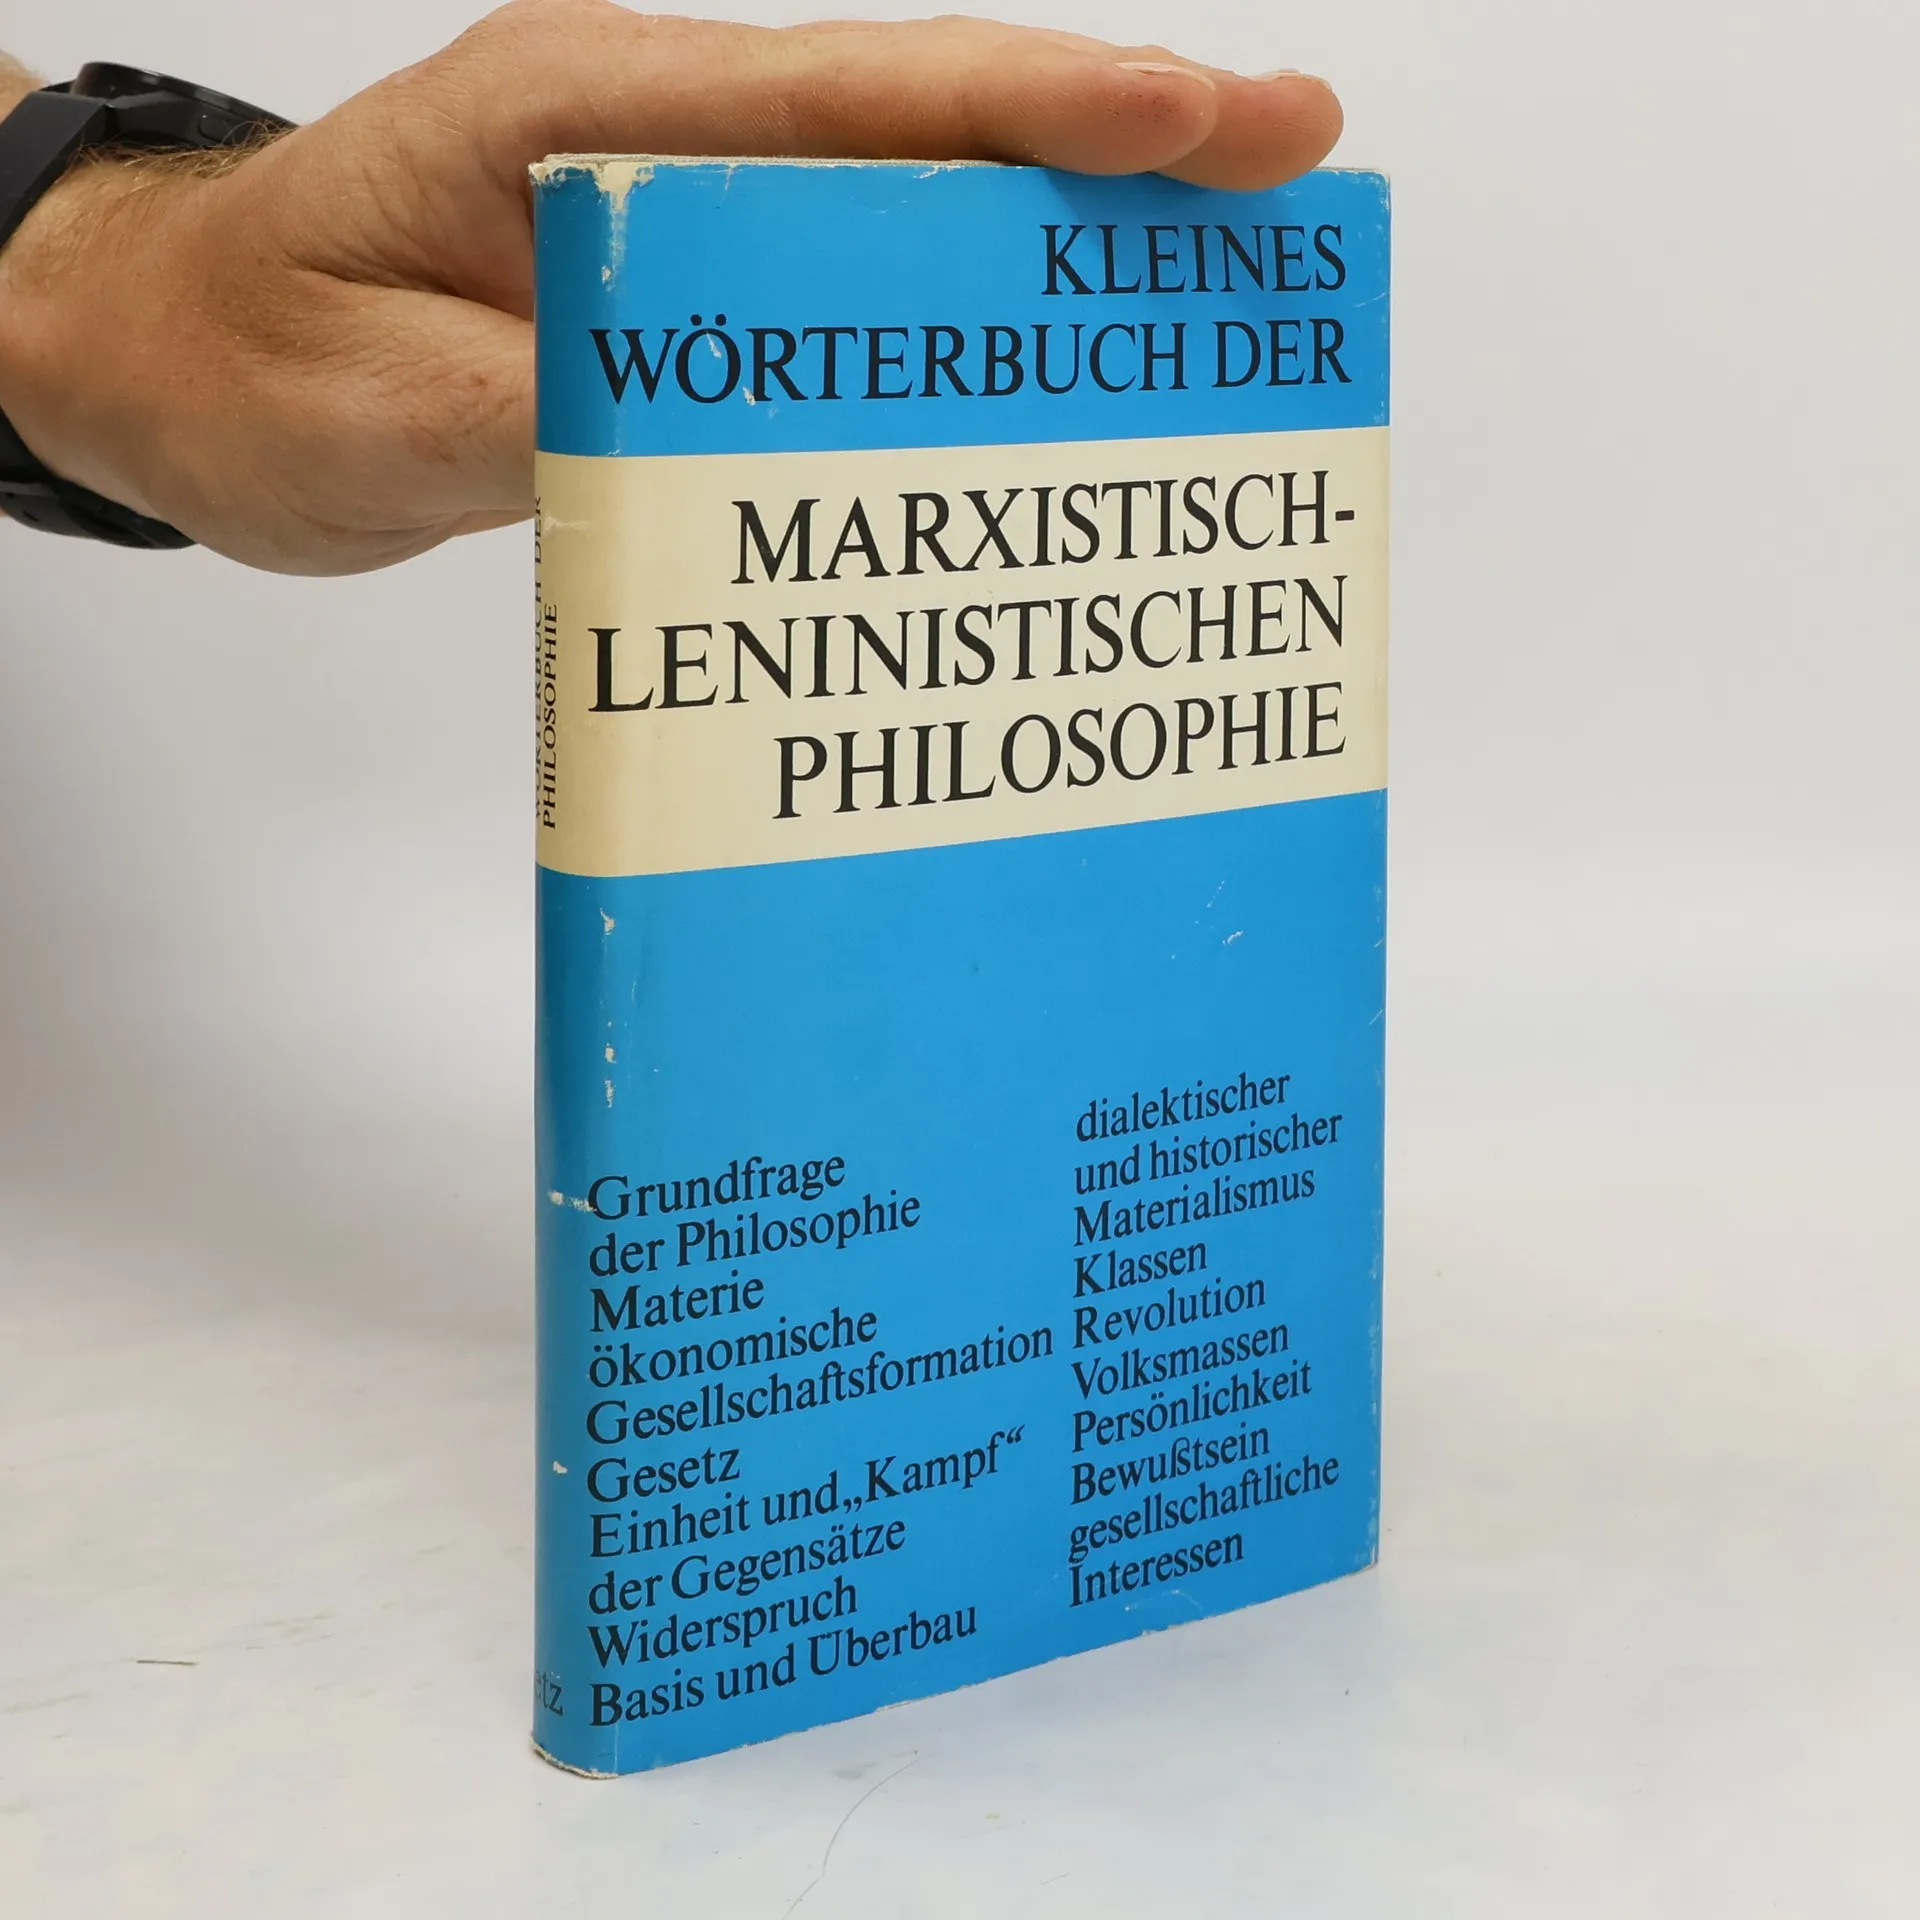 KLEINES
WÖRTERBUCH DER
MARXISTISCH-
LENINISTISCHEN
PHILOSOPHIE
WÖRTERBUCH DER
PHILOSOPHIE
Grundfrage
der Philosophie
Materie
ökonomische
Gesellschaftsformation
Gesetz
Einheit und „Kampf“
der Gegensätze
Widerspruch
Basis und Überbau
dialektischer
und historischer
Materialismus
Klassen
Revolution
Volksmassen
Persönlichkeit
Bewußtsein
gesellschaftliche
Interessen